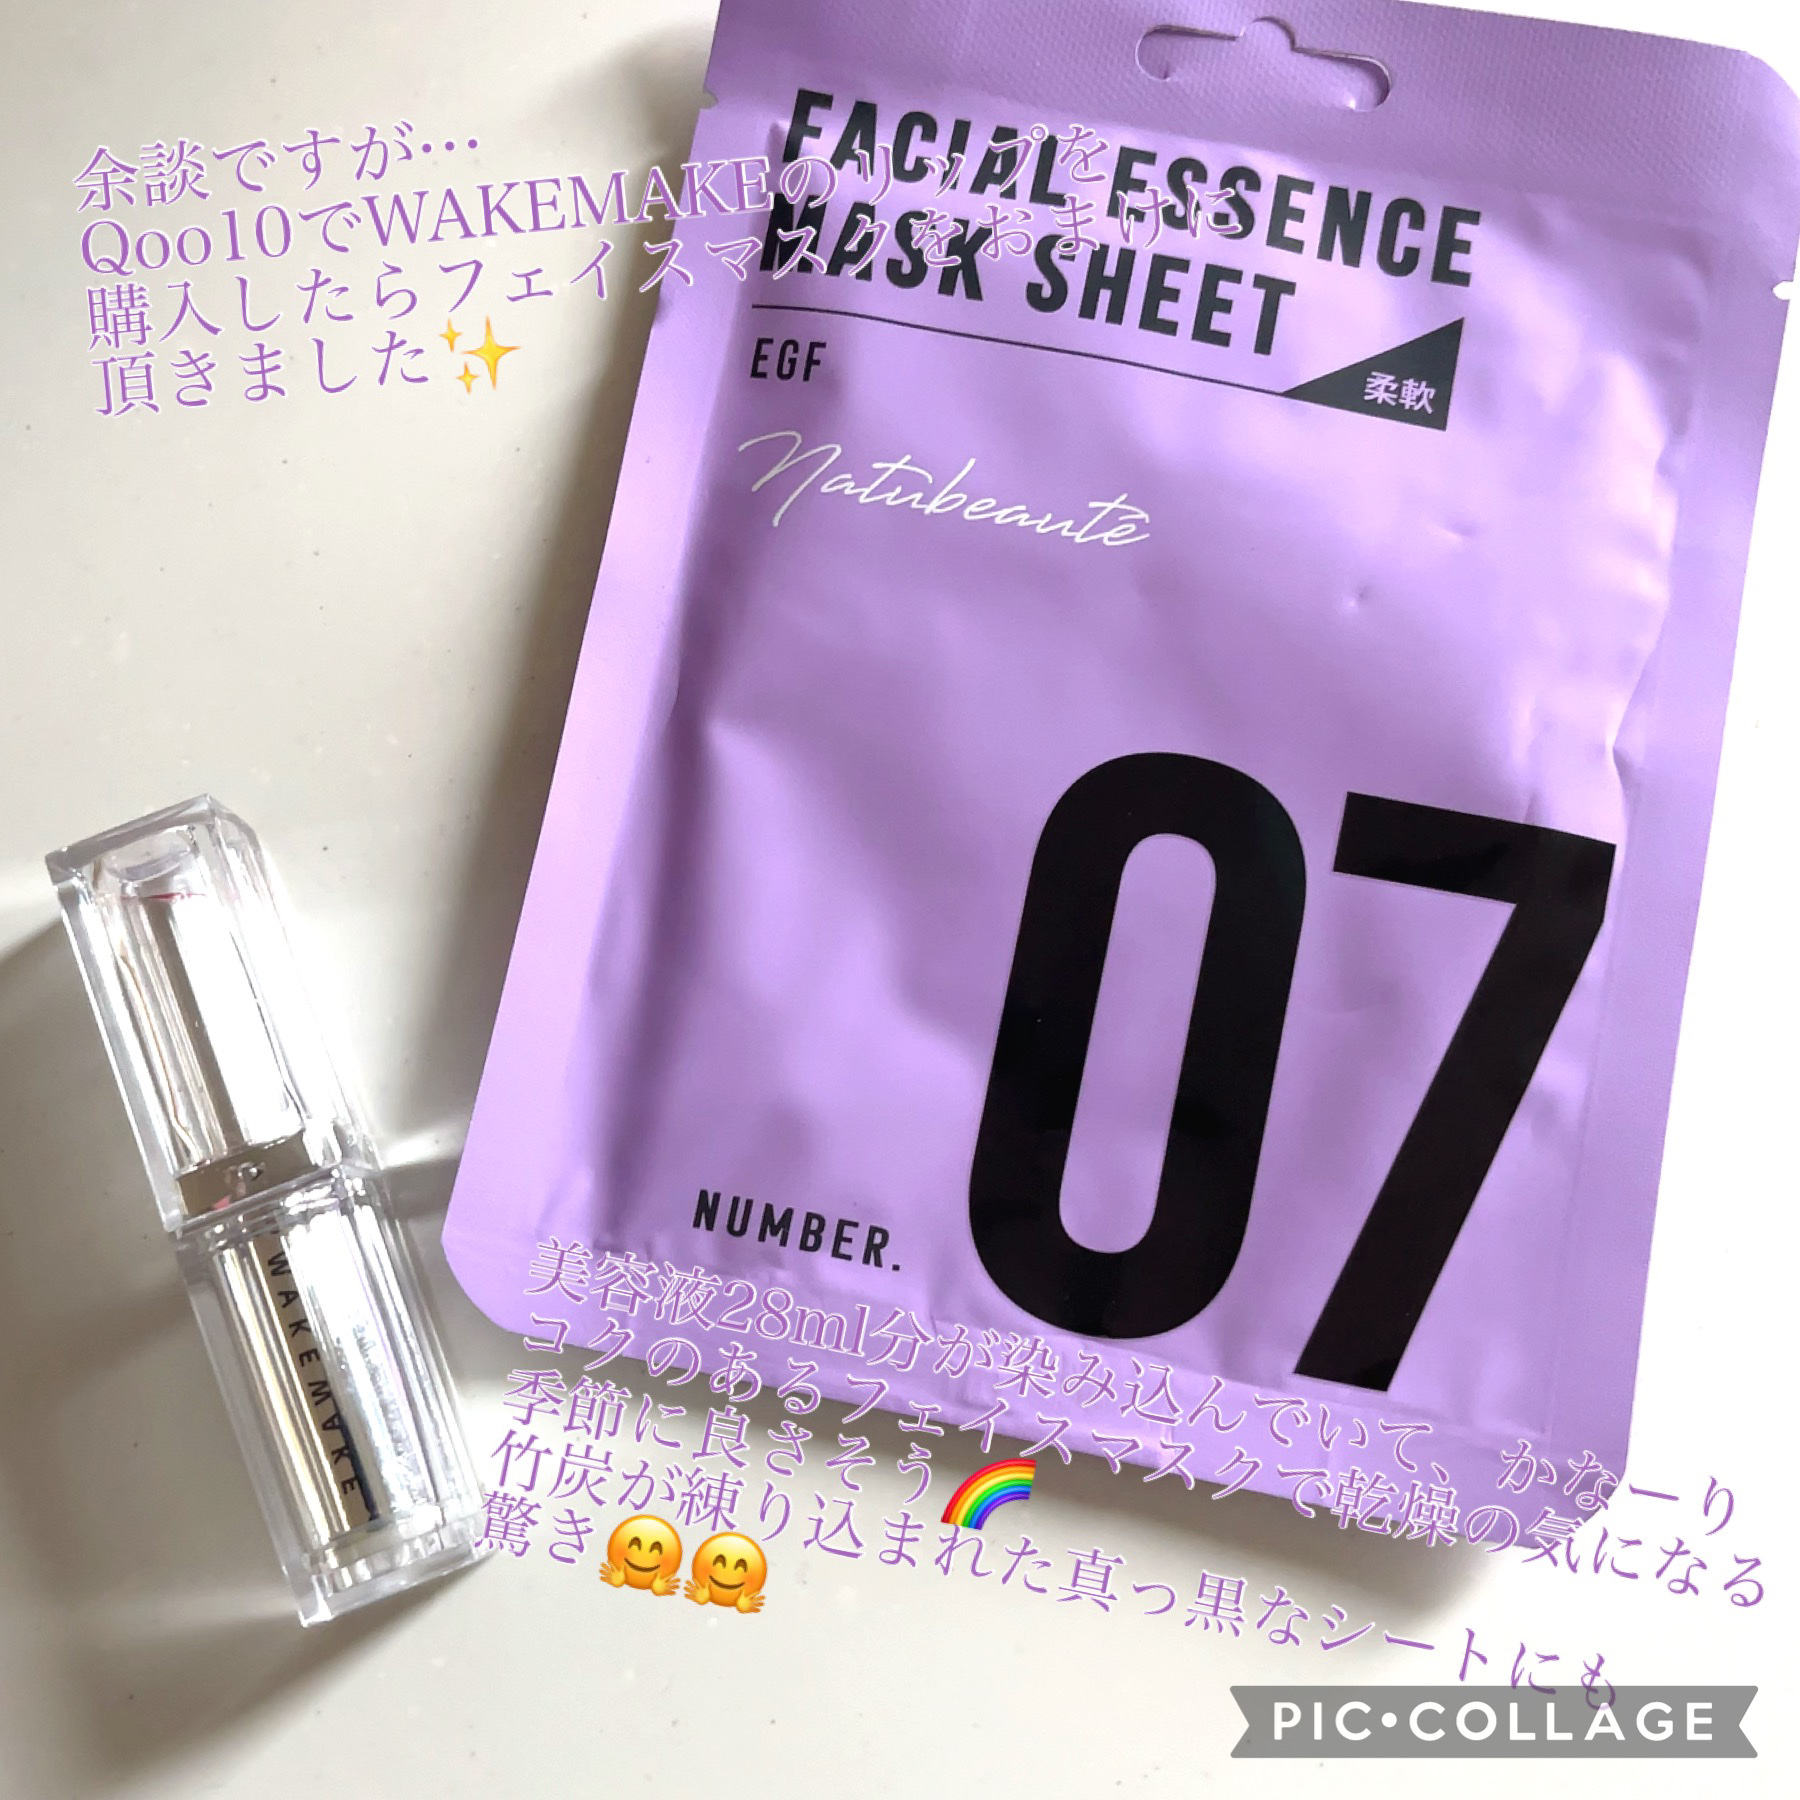 余談ですが…
Qoo10でWAKEMAKEのリップを
購入したらフェイスマスクをおまけに
頂きました✨
FACIAL ESSENCE
MASK SHEET
EGF
柔軟
Natubeauté
NUMBER.
07
WAKEMAKE
美容液28ml分が染み込んでいて、かなーり
コクのあるフェイスマスクで乾燥の気になる
季節に良さそう🌈
竹炭が練り込まれた真っ黒なシートにも
驚き🤗🤗
PIC•COLLAGE